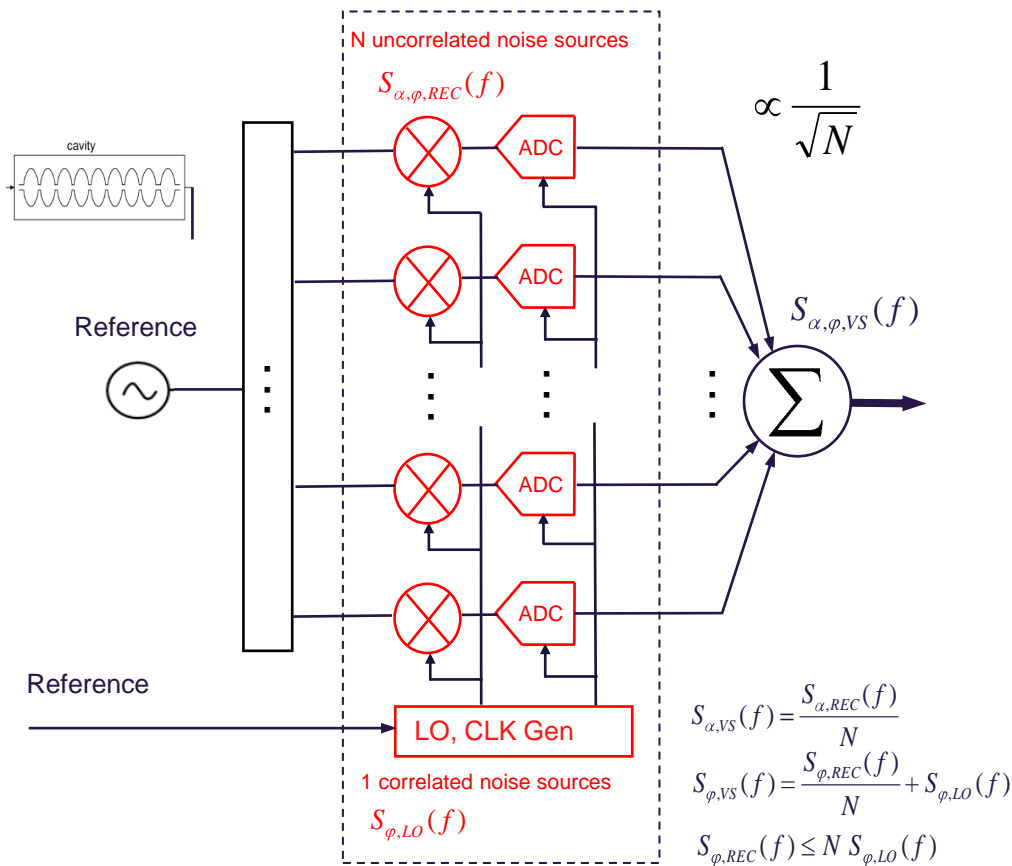 N uncorrelated noise sources
S_{α,φ,REC}(f)
∝ 1/√N
cavity
ADC
ADC
Reference
S_{α,φ,VS}(f)
⋮
⋮
⋮
⋮
∑
ADC
ADC
Reference
LO, CLK Gen
1 correlated noise sources
S_{φ,LO}(f)
S_{α,VS}(f) = S_{α,REC}(f)/N
S_{φ,VS}(f) = S_{φ,REC}(f)/N + S_{φ,LO}(f)
S_{φ,REC}(f) ≤ N S_{φ,LO}(f)